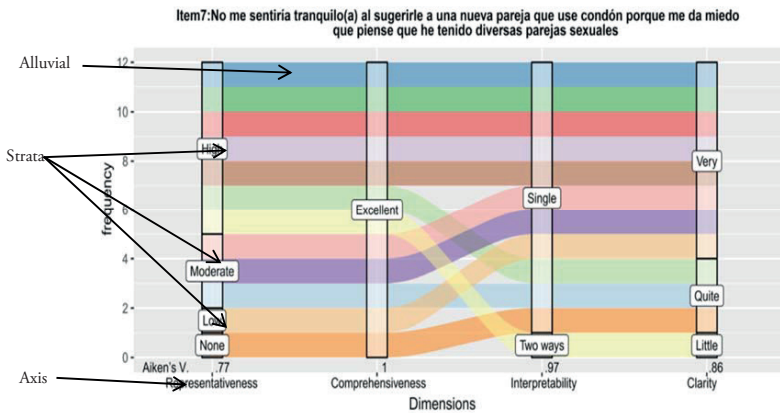 Item7:No me sentiría tranquilo(a) al sugerirle a una nueva pareja que use condón porque me da miedo
que piense que he tenido diversas parejas sexuales
Alluvial
Strata
Axis
frequency
12
10
8
6
4
2
0
High
Moderate
Low
None
Excellent
Single
Two ways
Very
Quite
Little
Aiken's V. .77 1 .97 .86
Representativeness Comprehensiveness Interpretability Clarity
Dimensions